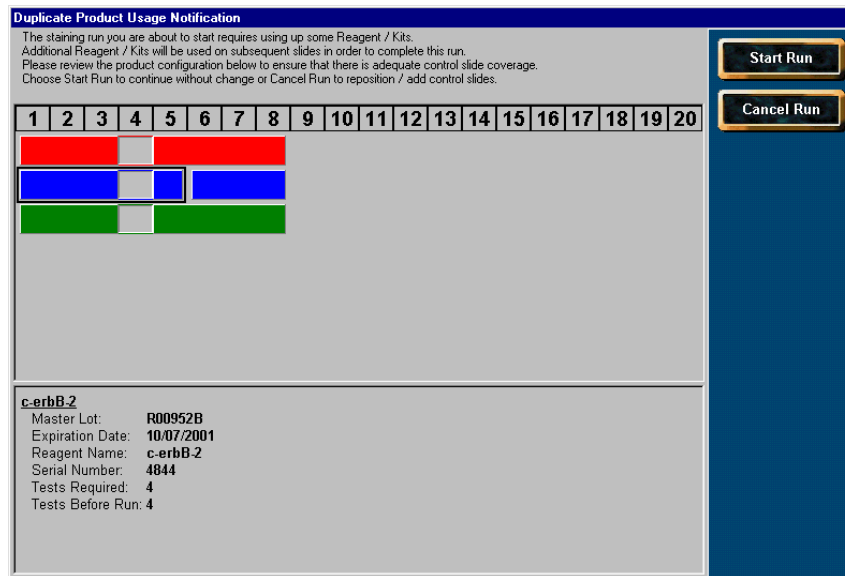 Duplicate Product Usage Notification
The staining run you are about to start requires using up some Reagent / Kits.
Additional Reagent / Kits will be used on subsequent slides in order to complete this run.
Please review the product configuration below to ensure that there is adequate control slide coverage.
Choose Start Run to continue without change or Cancel Run to reposition / add control slides.
Start Run
Cancel Run
1 2 3 4 5 6 7 8 9 10 11 12 13 14 15 16 17 18 19 20
c-erbB-2
Master Lot: R00952B
Expiration Date: 10/07/2001
Reagent Name: c-erbB-2
Serial Number: 4844
Tests Required: 4
Tests Before Run: 4